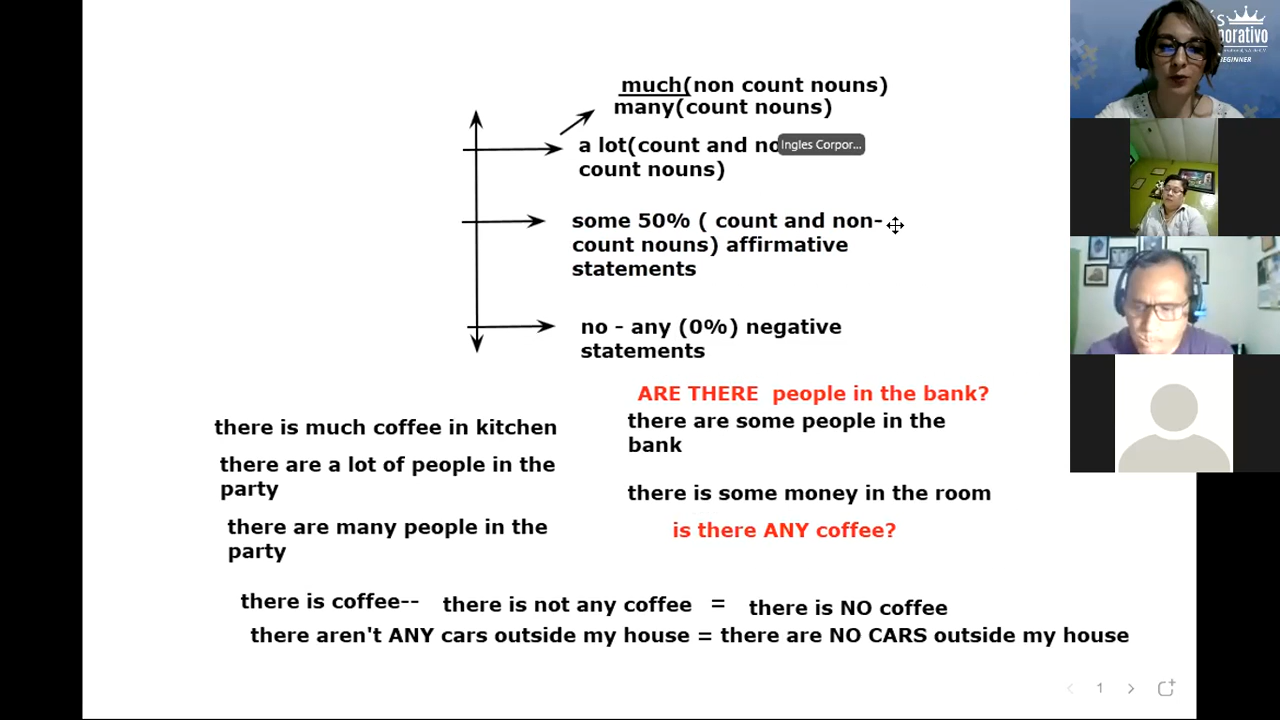 much(non count nouns)
many(count nouns)
a lot(count and no
Ingles Corpor...
count nouns)
some 50% ( count and non-
count nouns) affirmative
statements
no - any (0%) negative
statements
ARE THERE  people in the bank?
there are some people in the
bank
there is some money in the room
is there ANY coffee?
there is much coffee in kitchen
there are a lot of people in the
party
there are many people in the
party
there is coffee-- there is not any coffee = there is NO coffee
there aren't ANY cars outside my house = there are NO CARS outside my house
1
s
porativo
BEGINNER